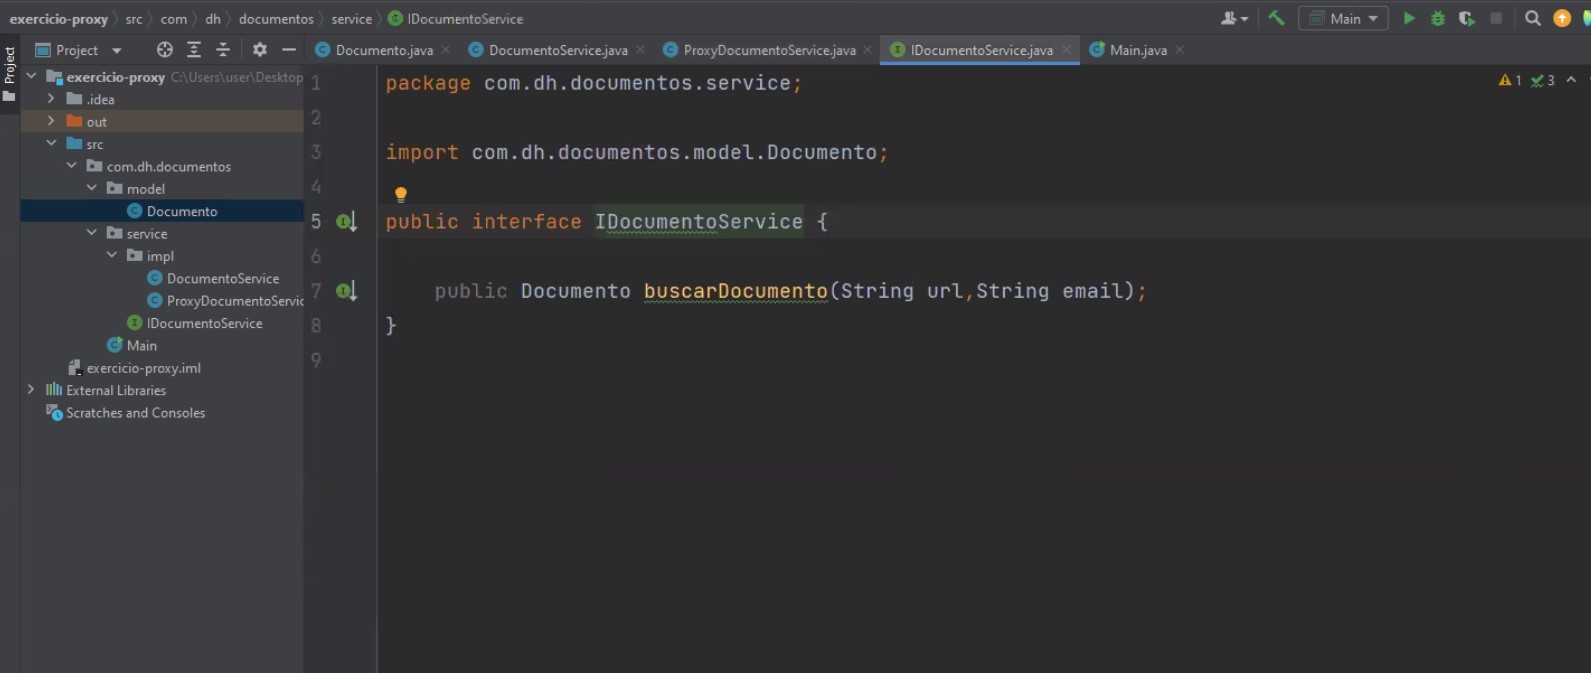 exercicio-proxy src com dh documentos service IDocumentoService Main
Project Project Documento.java DocumentoService.java ProxyDocumentoService.java IDocumentoService.java Main.java
exercicio-proxy C:\Users\user\Desktop
.idea
out
src
com.dh.documentos
model
Documento
service
impl
DocumentoService
ProxyDocumentoServic
IDocumentoService
Main
exercicio-proxy.iml
External Libraries
Scratches and Consoles
1 package com.dh.documentos.service; 1 3
2
3 import com.dh.documentos.model.Documento;
4
5 public interface IDocumentoService {
6
7 public Documento buscarDocumento(String url,String email);
8 }
9